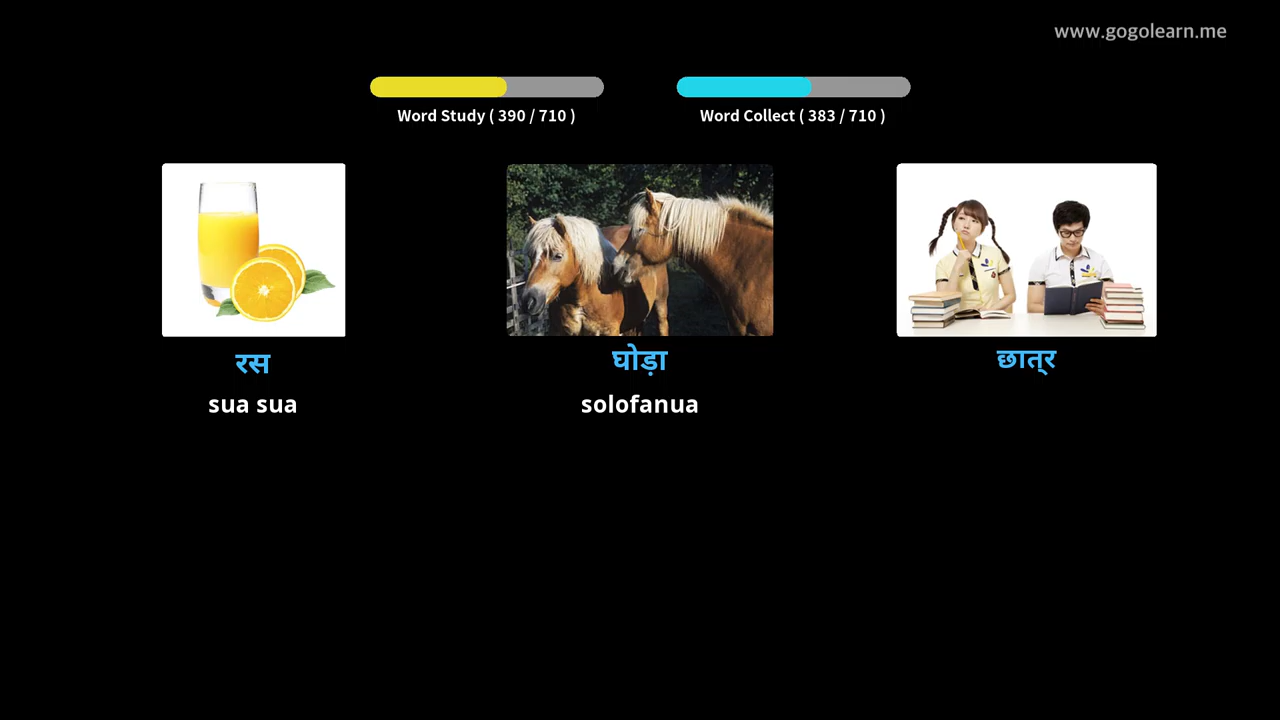 www.gogolearn.me
Word Study ( 390 / 710 )
Word Collect ( 383 / 710 )
रस
घोड़ा
छात्र
sua sua
solofanua